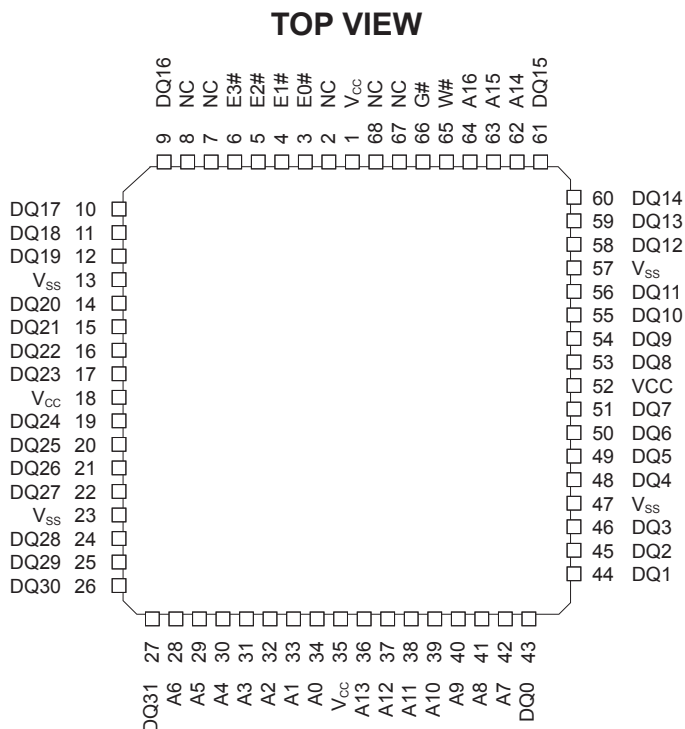 TOP VIEW
DQ16 NC NC E3# E2# E1# E0# NC VCC NC NC G# W# A16 A15 A14 DQ15
9 8 7 6 5 4 3 2 1 68 67 66 65 64 63 62 61
DQ17 10
DQ18 11
DQ19 12
VSS 13
DQ20 14
DQ21 15
DQ22 16
DQ23 17
VCC 18
DQ24 19
DQ25 20
DQ26 21
DQ27 22
VSS 23
DQ28 24
DQ29 25
DQ30 26
60 DQ14
59 DQ13
58 DQ12
57 VSS
56 DQ11
55 DQ10
54 DQ9
53 DQ8
52 VCC
51 DQ7
50 DQ6
49 DQ5
48 DQ4
47 VSS
46 DQ3
45 DQ2
44 DQ1
27 28 29 30 31 32 33 34 35 36 37 38 39 40 41 42 43
DQ31 A6 A5 A4 A3 A2 A1 A0 VCC A13 A12 A11 A10 A9 A8 A7 DQ0